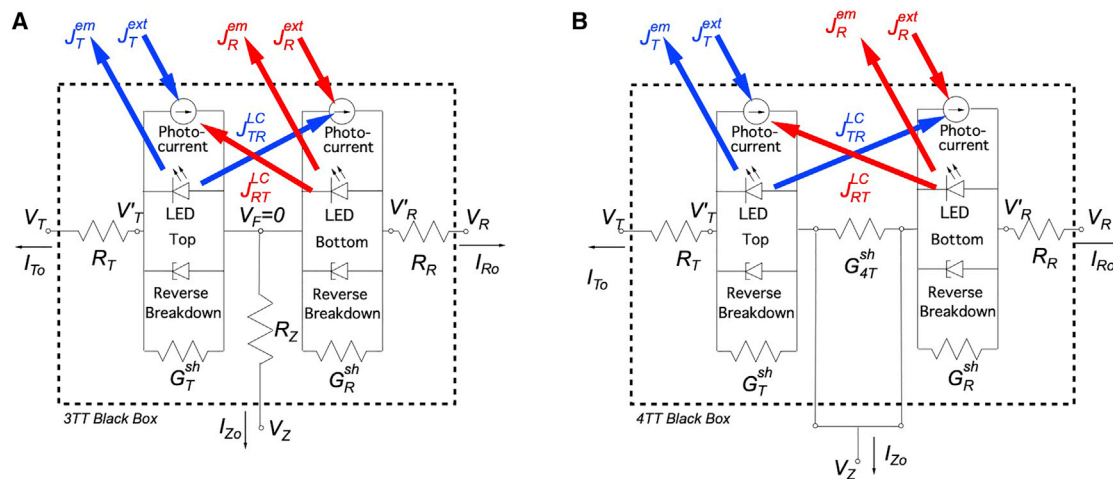 A
J_T^em
J_T^ext
J_R^em
J_R^ext
Photo-
current
J_TR^LC
Photo-
current
J_RT^LC
V_T
V'_T
LED
V_F=0
LED
V'_R
V_R
I_To
R_T
Top
Bottom
R_R
I_Ro
Reverse
Breakdown
R_Z
Reverse
Breakdown
G_T^sh
G_R^sh
3TT Black Box
I_Zo
V_Z
B
J_T^em
J_T^ext
J_R^em
J_R^ext
Photo-
current
J_TR^LC
Photo-
current
J_RT^LC
V_T
V'_T
LED
LED
V'_R
V_R
I_To
R_T
Top
G_4T^sh
Bottom
R_R
I_Ro
Reverse
Breakdown
Reverse
Breakdown
G_T^sh
G_R^sh
4TT Black Box
V_Z
I_Zo